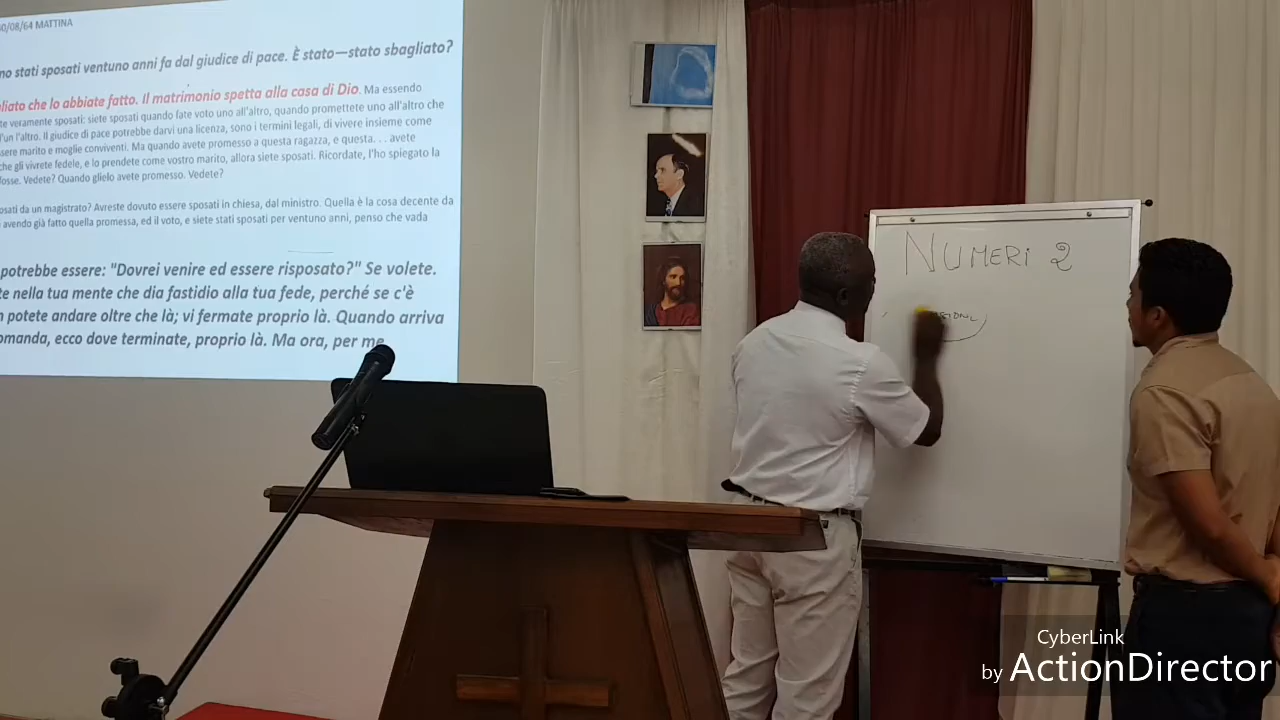 0/08/64 MATTINA
no stati sposati ventuno anni fa dal giudice di pace. È stato—stato sbagliato?
liato che lo abbiate fatto. Il matrimonio spetta alla casa di Dio. Ma essendo
te veramente sposati: siete sposati quando fate voto uno all'altro, quando promettete uno all'altro che
l'un l'altro. Il giudice di pace potrebbe darvi una licenza, sono i termini legali, di vivere insieme come
sere marito e moglie conviventi. Ma quando avete promesso a questa ragazza, e questa. . . avete
che gli vivrete fedele, e lo prendete come vostro marito, allora siete sposati. Ricordate, l'ho spiegato la
fosse. Vedete? Quando glielo avete promesso. Vedete?
osati da un magistrato? Avreste dovuto essere sposati in chiesa, dal ministro. Quella è la cosa decente da
avendo già fatto quella promessa, ed il voto, e siete stati sposati per ventuno anni, penso che vada
potrebbe essere: "Dovrei venire ed essere risposato?" Se volete.
te nella tua mente che dia fastidio alla tua fede, perché se c'è
n potete andare oltre che là; vi fermate proprio là. Quando arriva
omanda, ecco dove terminate, proprio là. Ma ora, per me
NUMERI 2
CyberLink
by ActionDirector